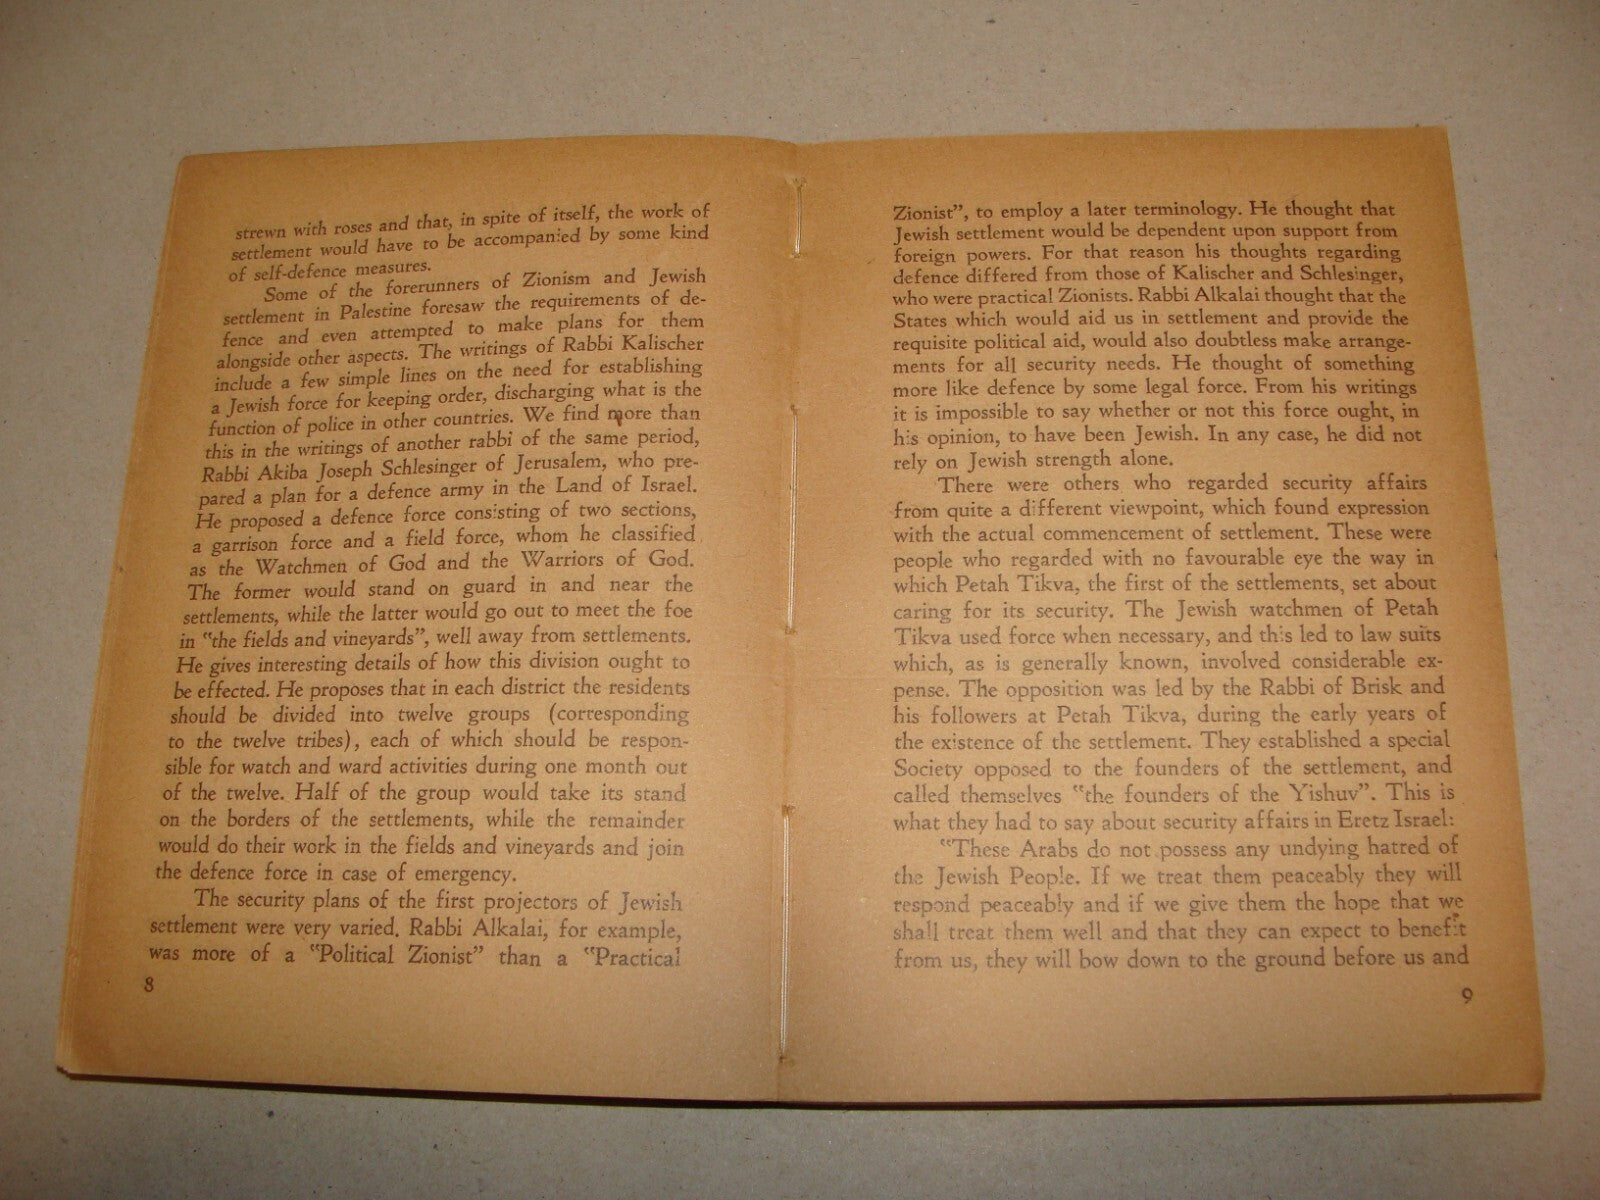 strewn with roses and that, in spite of itself, the work of
settlement would have to be accompanied by some kind
of self-defence measures.
Some of the forerunners of Zionism and Jewish
settlement in Palestine foresaw the requirements of de-
fence and even attempted to make plans for them
alongside other aspects. The writings of Rabbi Kalischer
include a few simple lines on the need for establishing
a Jewish force for keeping order, discharging what is the
function of police in other countries. We find more than
this in the writings of another rabbi of the same period,
Rabbi Akiba Joseph Schlesinger of Jerusalem, who pre-
pared a plan for a defence army in the Land of Israel.
He proposed a defence force consisting of two sections,
a garrison force and a field force, whom he classified
as the Watchmen of God and the Warriors of God.
The former would stand on guard in and near the
settlements, while the latter would go out to meet the foe
in "the fields and vineyards", well away from settlements.
He gives interesting details of how this division ought to
be effected. He proposes that in each district the residents
should be divided into twelve groups (corresponding
to the twelve tribes), each of which should be respon-
sible for watch and ward activities during one month out
of the twelve. Half of the group would take its stand
on the borders of the settlements, while the remainder
would do their work in the fields and vineyards and join
the defence force in case of emergency.
The security plans of the first projectors of Jewish
settlement were very varied. Rabbi Alkalai, for example,
was more of a "Political Zionist" than a "Practical
8
Zionist", to employ a later terminology. He thought that
Jewish settlement would be dependent upon support from
foreign powers. For that reason his thoughts regarding
defence differed from those of Kalischer and Schlesinger,
who were practical Zionists. Rabbi Alkalai thought that the
States which would aid us in settlement and provide the
requisite political aid, would also doubtless make arrange-
ments for all security needs. He thought of something
more like defence by some legal force. From his writings
it is impossible to say whether or not this force ought, in
his opinion, to have been Jewish. In any case, he did not
rely on Jewish strength alone.
There were others who regarded security affairs
from quite a different viewpoint, which found expression
with the actual commencement of settlement. These were
people who regarded with no favourable eye the way in
which Petah Tikva, the first of the settlements, set about
caring for its security. The Jewish watchmen of Petah
Tikva used force when necessary, and this led to law suits
which, as is generally known, involved considerable ex-
pense. The opposition was led by the Rabbi of Brisk and
his followers at Petah Tikva, during the early years of
the existence of the settlement. They established a special
Society opposed to the founders of the settlement, and
called themselves "the founders of the Yishuv". This is
what they had to say about security affairs in Eretz Israel:
"These Arabs do not possess any undying hatred of
the Jewish People. If we treat them peaceably they will
respond peaceably and if we give them the hope that we
shall treat them well and that they can expect to benefit
from us, they will bow down to the ground before us and
9